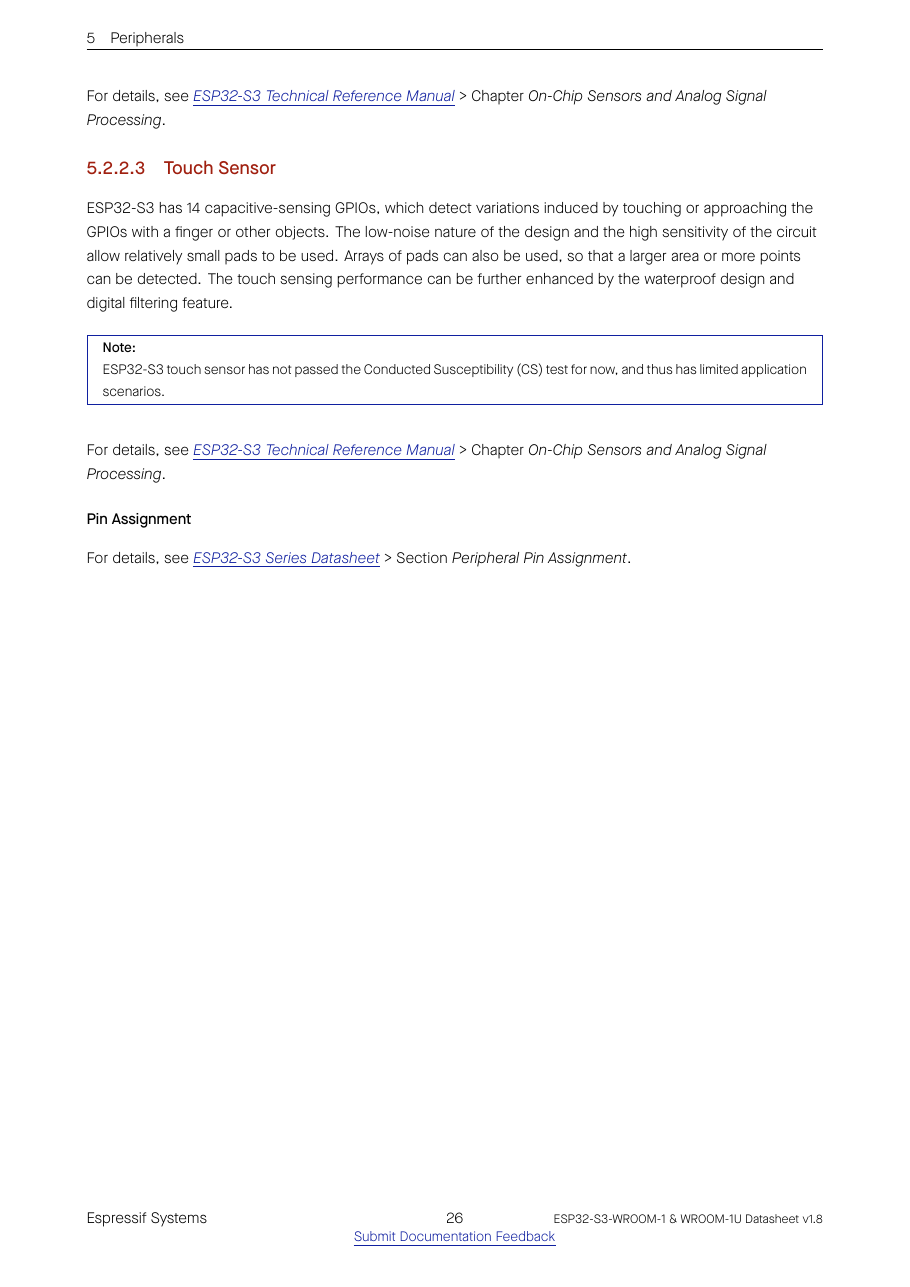 5 Peripherals
For details, see ESP32-S3 Technical Reference Manual > Chapter On-Chip Sensors and Analog Signal
Processing.
5.2.2.3 Touch Sensor
ESP32-S3 has 14 capacitive-sensing GPIOs, which detect variations induced by touching or approaching the
GPIOs with a finger or other objects. The low-noise nature of the design and the high sensitivity of the circuit
allow relatively small pads to be used. Arrays of pads can also be used, so that a larger area or more points
can be detected. The touch sensing performance can be further enhanced by the waterproof design and
digital filtering feature.
Note:
ESP32-S3 touch sensor has not passed the Conducted Susceptibility (CS) test for now, and thus has limited application
scenarios.
For details, see ESP32-S3 Technical Reference Manual > Chapter On-Chip Sensors and Analog Signal
Processing.
Pin Assignment
For details, see ESP32-S3 Series Datasheet > Section Peripheral Pin Assignment.
Espressif Systems 26 ESP32-S3-WROOM-1 & WROOM-1U Datasheet v1.8
Submit Documentation Feedback